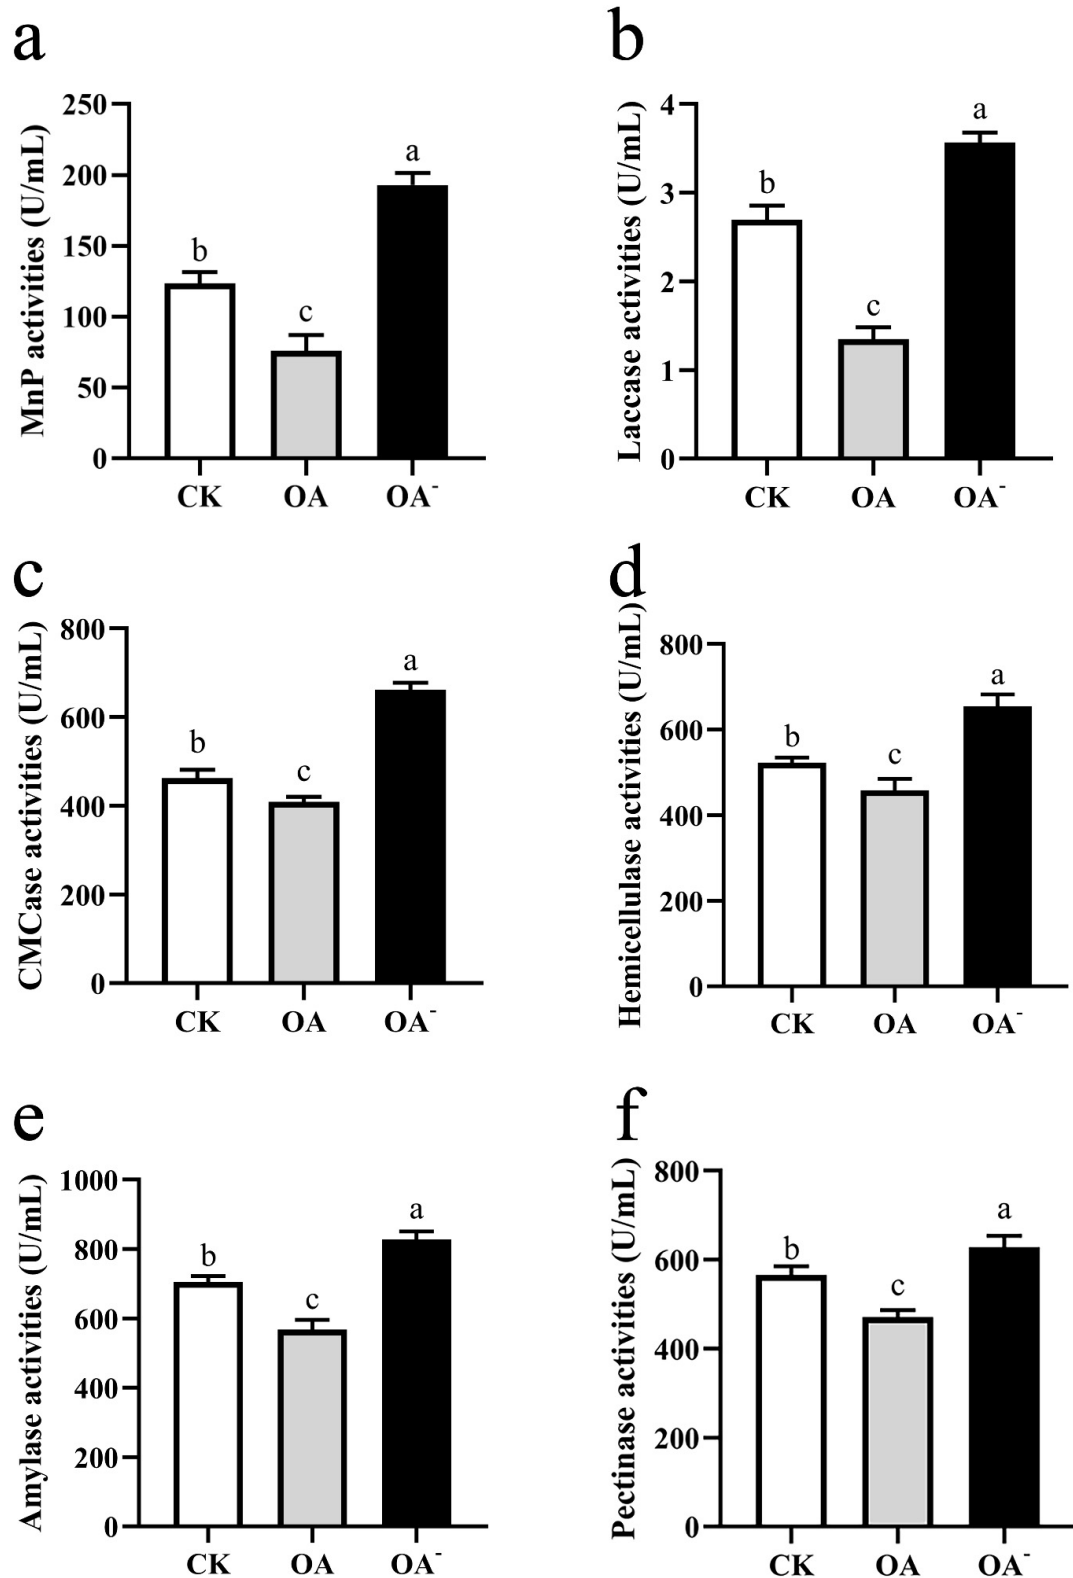 a
MnP activities (U/mL)
250
200
150
100
50
0
b
c
a
CK OA OA⁻
b
Laccase activities (U/mL)
4
3
2
1
0
b
c
a
CK OA OA⁻
c
CMCase activities (U/mL)
800
600
400
200
0
b
c
a
CK OA OA⁻
d
Hemicellulase activities (U/mL)
800
600
400
200
0
b
c
a
CK OA OA⁻
e
Amylase activities (U/mL)
1000
800
600
400
200
0
b
c
a
CK OA OA⁻
f
Pectinase activities (U/mL)
800
600
400
200
0
b
c
a
CK OA OA⁻